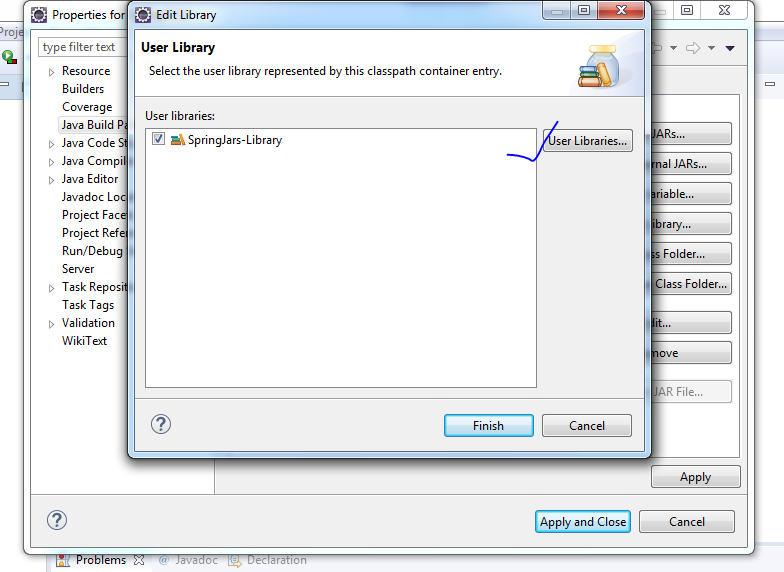 Properties for
Edit Library
Proje
type filter text
Resource
Builders
Coverage
Java Build Pa
Java Code St
Java Compil
Java Editor
Javadoc Loc
Project Face
Project Refer
Run/Debug
Server
Task Reposit
Task Tags
Validation
WikiText
User Library
Select the user library represented by this classpath container entry.
User libraries:
SpringJars-Library
User Libraries...
Finish
Cancel
JARs...
rnal JARs...
ariable...
ibrary...
ss Folder...
Class Folder...
dit...
move
JAR File...
Apply
Apply and Close
Cancel
Problems
@ Javadoc
Declaration